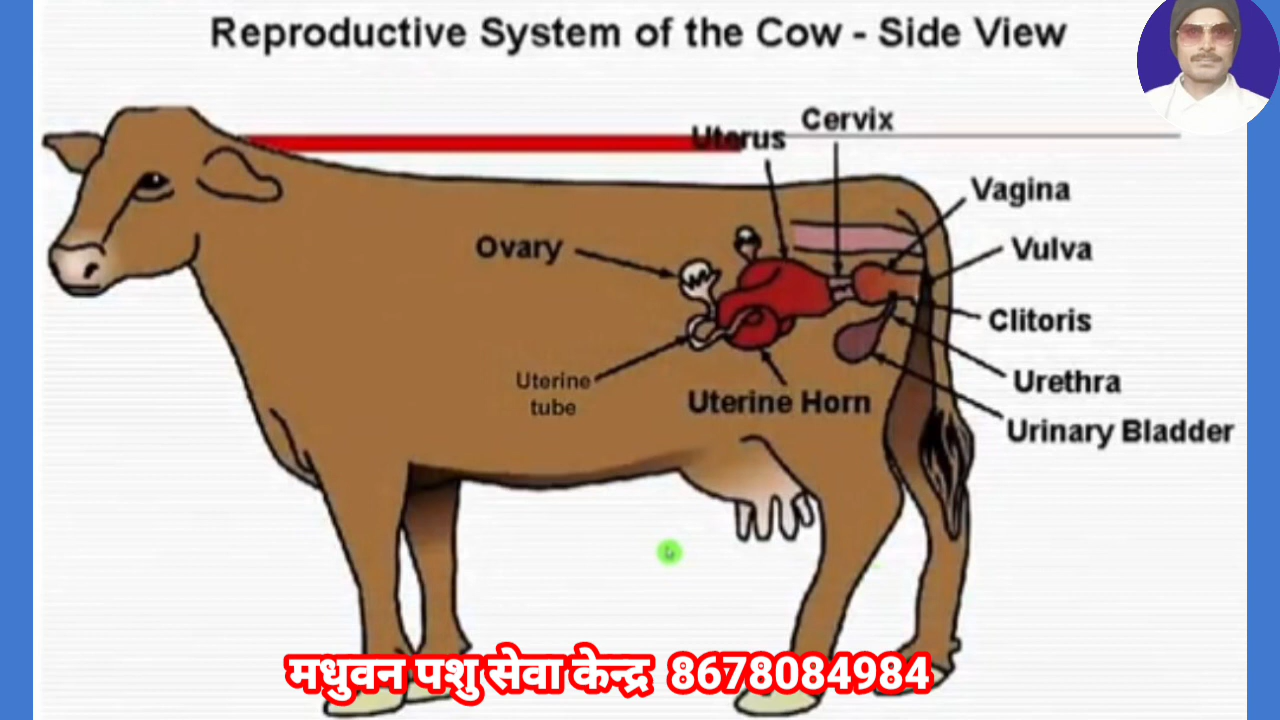 Reproductive System of the Cow - Side View
Cervix
Uterus
Vagina
Ovary
Vulva
Clitoris
Uterine
tube
Urethra
Uterine Horn
Urinary Bladder
मधुवन पशु सेवा केन्द्र 8678084984